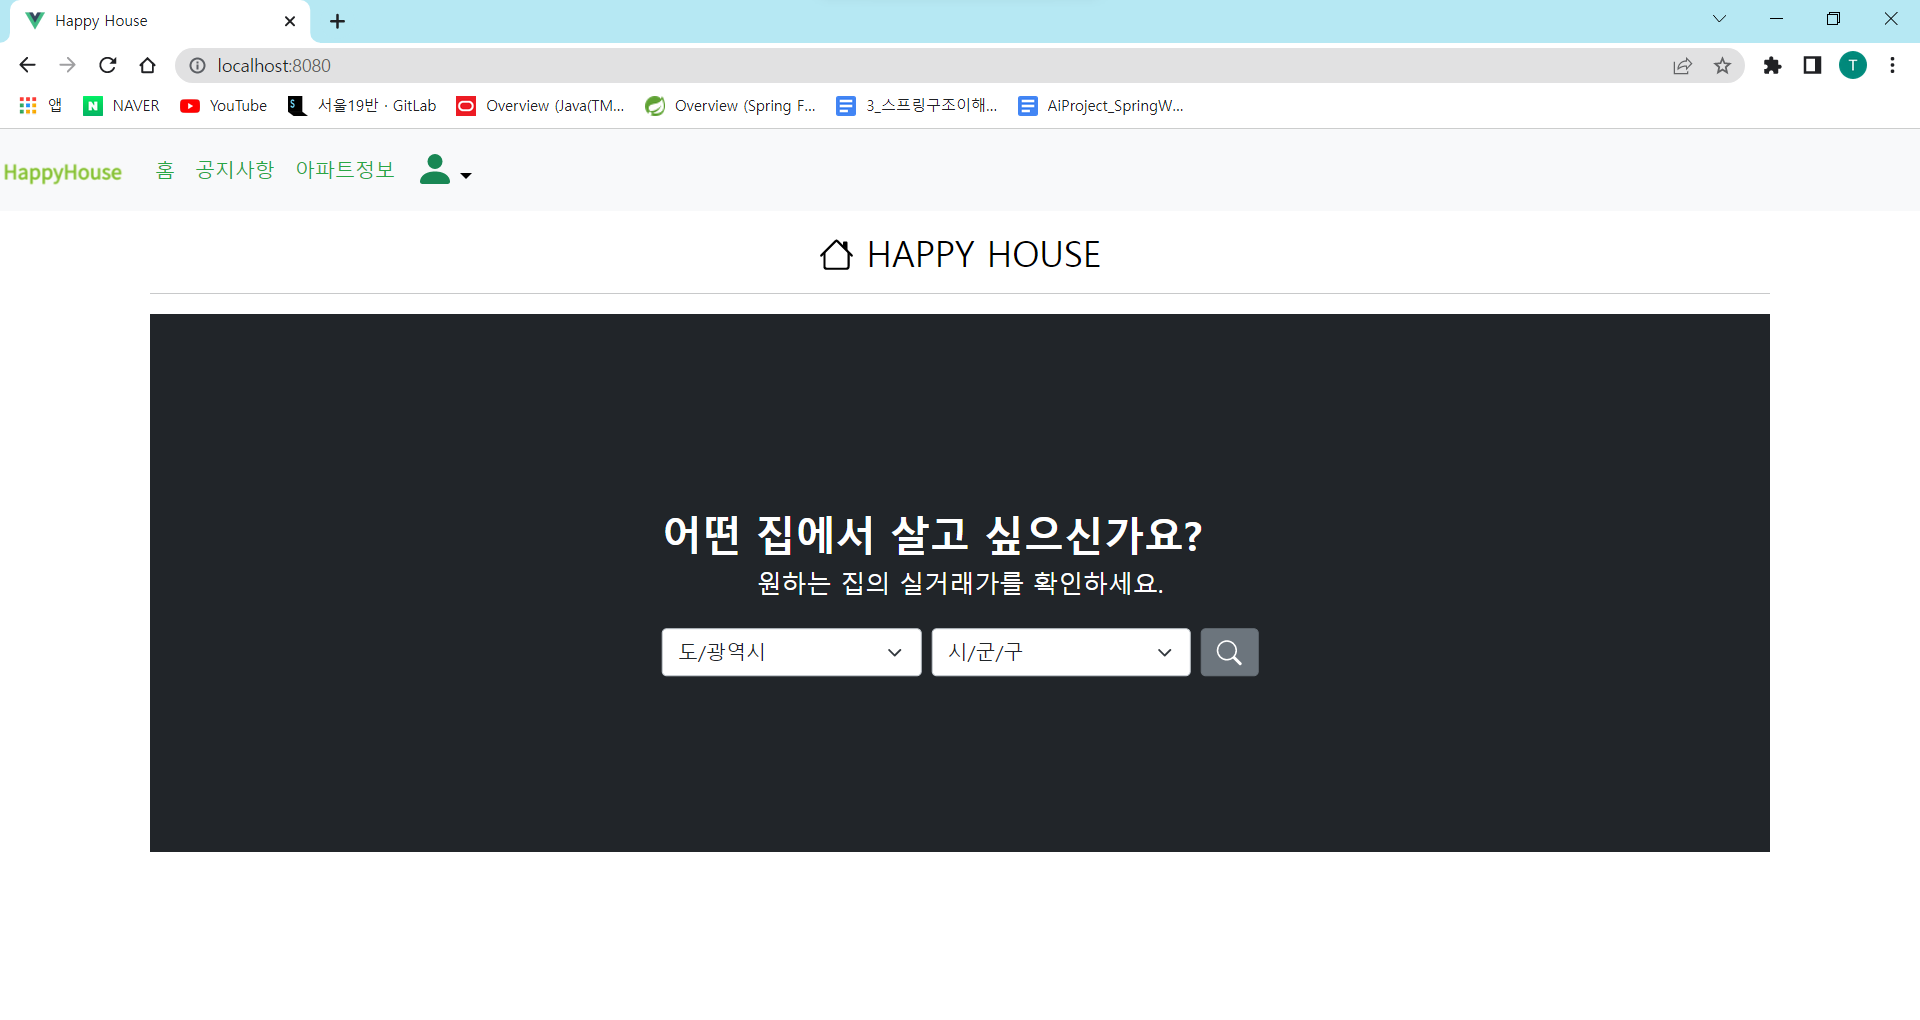 Happy House
localhost:8080
앱 NAVER YouTube 서울19반 · GitLab Overview (Java(TM... Overview (Spring F... 3_스프링구조이해... AiProject_SpringW...
T
HappyHouse 홈 공지사항 아파트정보
HAPPY HOUSE
어떤 집에서 살고 싶으신가요?
원하는 집의 실거래가를 확인하세요.
도/광역시 시/군/구